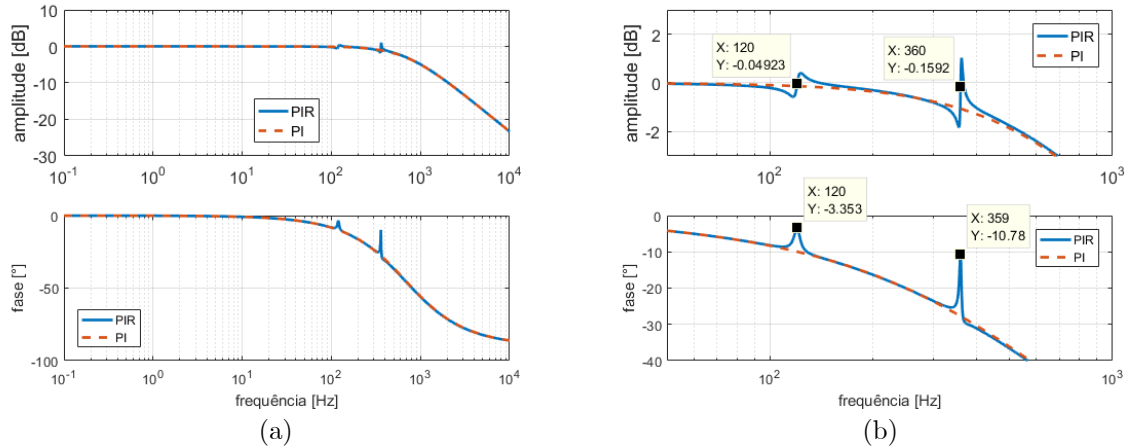 10
0
-10
-20
-30
amplitude [dB]
PIR
PI
10^-1 10^0 10^1 10^2 10^3 10^4
0
-50
-100
fase [°]
PIR
PI
10^-1 10^0 10^1 10^2 10^3 10^4
frequência [Hz]
(a)
2
0
-2
amplitude [dB]
X: 120
Y: -0.04923
X: 360
Y: -0.1592
PIR
PI
10^2 10^3
0
-10
-20
-30
-40
fase [°]
X: 120
Y: -3.353
X: 359
Y: -10.78
PIR
PI
10^2 10^3
frequência [Hz]
(b)